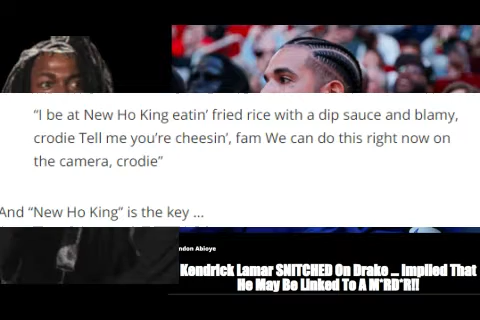 “I be at New Ho King eatin’ fried rice with a dip sauce and blamy,
crodie Tell me you’re cheesin’, fam We can do this right now on
the camera, crodie”
And “New Ho King” is the key ...
ndon Abioye
Kendrick Lamar SNITCHED On Drake ... Implied That
He May Be Linked To A M*RD*R!!